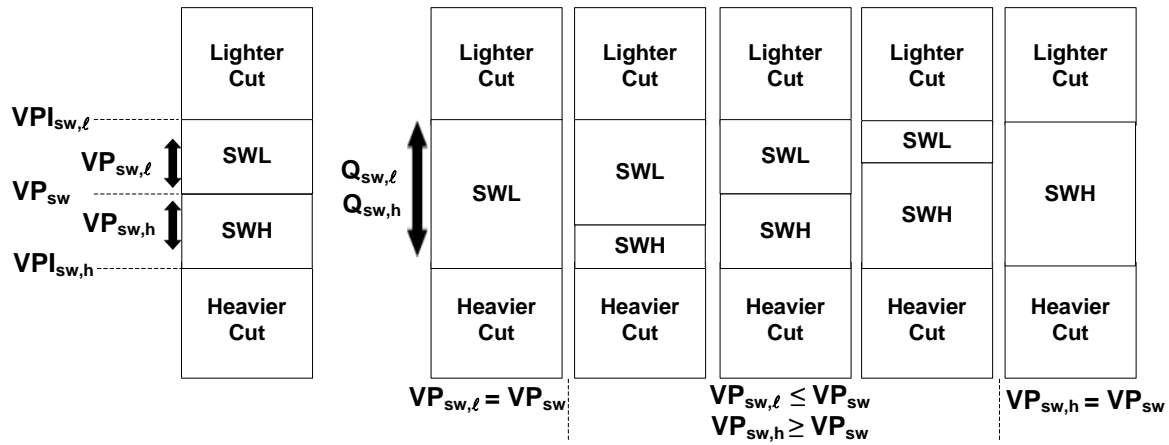 Lighter
Cut
VPI_sw,ℓ
VP_sw,ℓ
SWL
VP_sw
VP_sw,h
SWH
VPI_sw,h
Heavier
Cut
Lighter
Cut
Q_sw,ℓ
Q_sw,h
SWL
Heavier
Cut
VP_sw,ℓ = VP_sw
Lighter
Cut
SWL
SWH
Heavier
Cut
Lighter
Cut
SWL
SWH
Heavier
Cut
Lighter
Cut
SWL
SWH
Heavier
Cut
VP_sw,ℓ ≤ VP_sw
VP_sw,h ≥ VP_sw
Lighter
Cut
SWH
Heavier
Cut
VP_sw,h = VP_sw